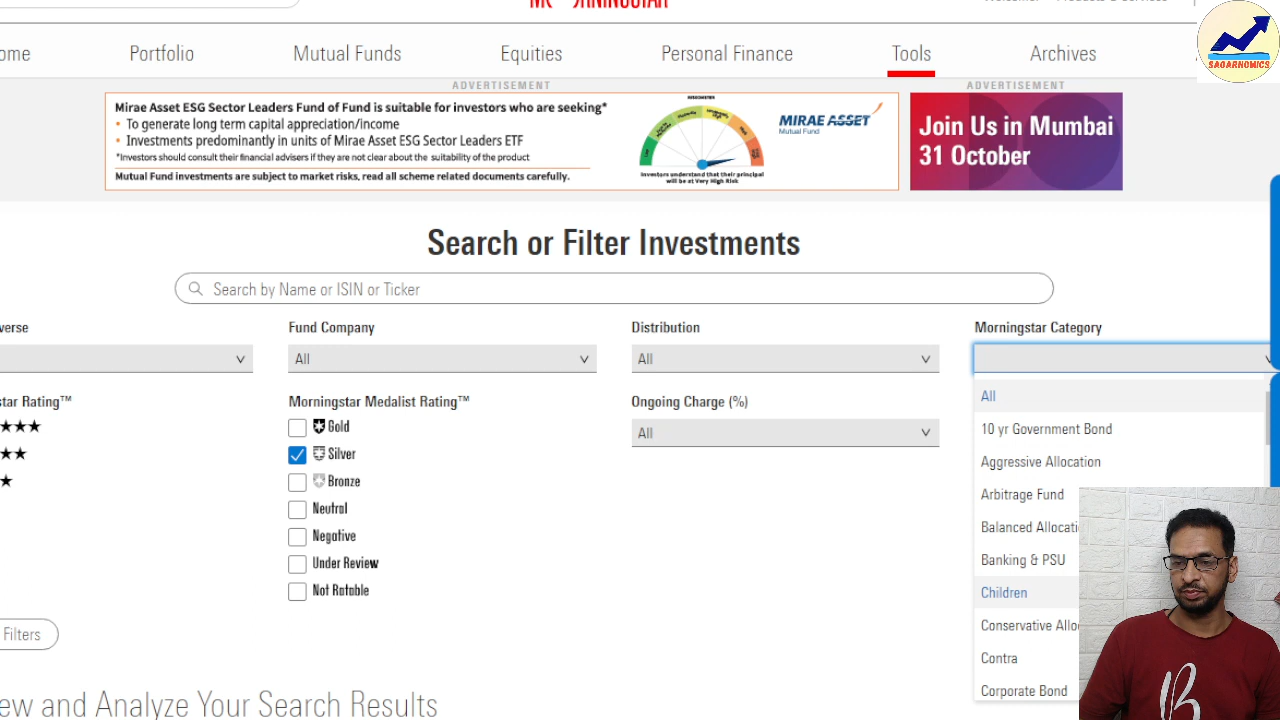 MORNINGSTAR
ome
Portfolio
Mutual Funds
Equities
Personal Finance
Tools
Archives
SAGARNOMICS
ADVERTISEMENT
ADVERTISEMENT
Mirae Asset ESG Sector Leaders Fund of Fund is suitable for investors who are seeking*
• To generate long term capital appreciation/income
• Investments predominantly in units of Mirae Asset ESG Sector Leaders ETF
*Investors should consult their financial advisers if they are not clear about the suitability of the product
Mutual Fund investments are subject to market risks, read all scheme related documents carefully.
RISKOMETER
Investors understand that their principal
will be at Very High Risk
MIRAE ASSET
Mutual Fund
Join Us in Mumbai
31 October
Search or Filter Investments
Search by Name or ISIN or Ticker
verse
Fund Company
All
Distribution
All
Morningstar Category
star Rating™
Morningstar Medalist Rating™
Gold
Silver
Bronze
Neutral
Negative
Under Review
Not Ratable
Ongoing Charge (%)
All
All
10 yr Government Bond
Aggressive Allocation
Arbitrage Fund
Balanced Allocati
Banking & PSU
Children
Conservative Allo
Contra
Corporate Bond
Filters
ew and Analyze Your Search Results